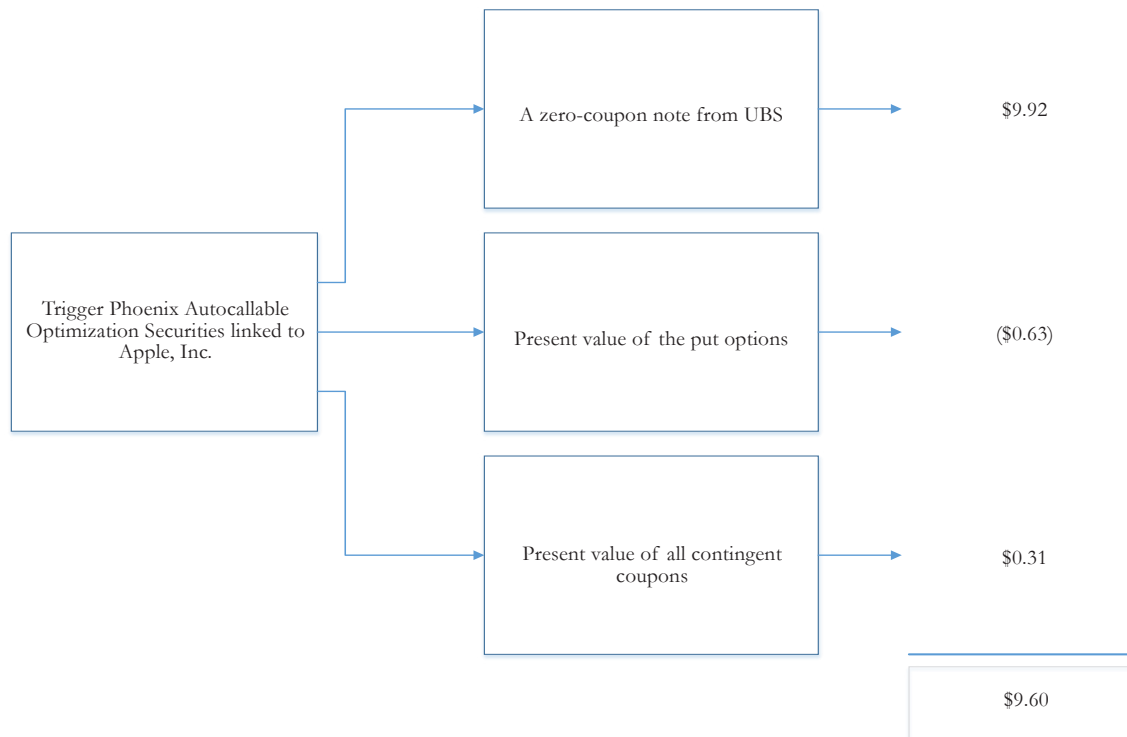 A zero-coupon note from UBS
$9.92
Trigger Phoenix Autocallable
Optimization Securities linked to
Apple, Inc.
Present value of the put options
($0.63)
Present value of all contingent
coupons
$0.31
$9.60